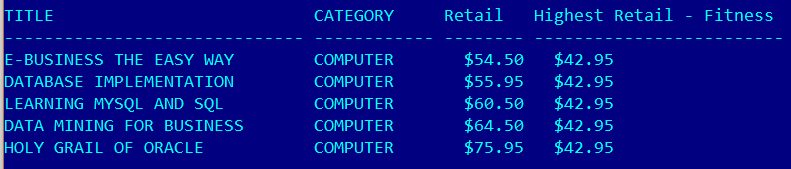 TITLE                          CATEGORY     Retail   Highest Retail - Fitness
------------------------------ ------------ -------- -------------------------
E-BUSINESS THE EASY WAY        COMPUTER       $54.50   $42.95
DATABASE IMPLEMENTATION        COMPUTER       $55.95   $42.95
LEARNING MYSQL AND SQL         COMPUTER       $60.50   $42.95
DATA MINING FOR BUSINESS       COMPUTER       $64.50   $42.95
HOLY GRAIL OF ORACLE           COMPUTER       $75.95   $42.95